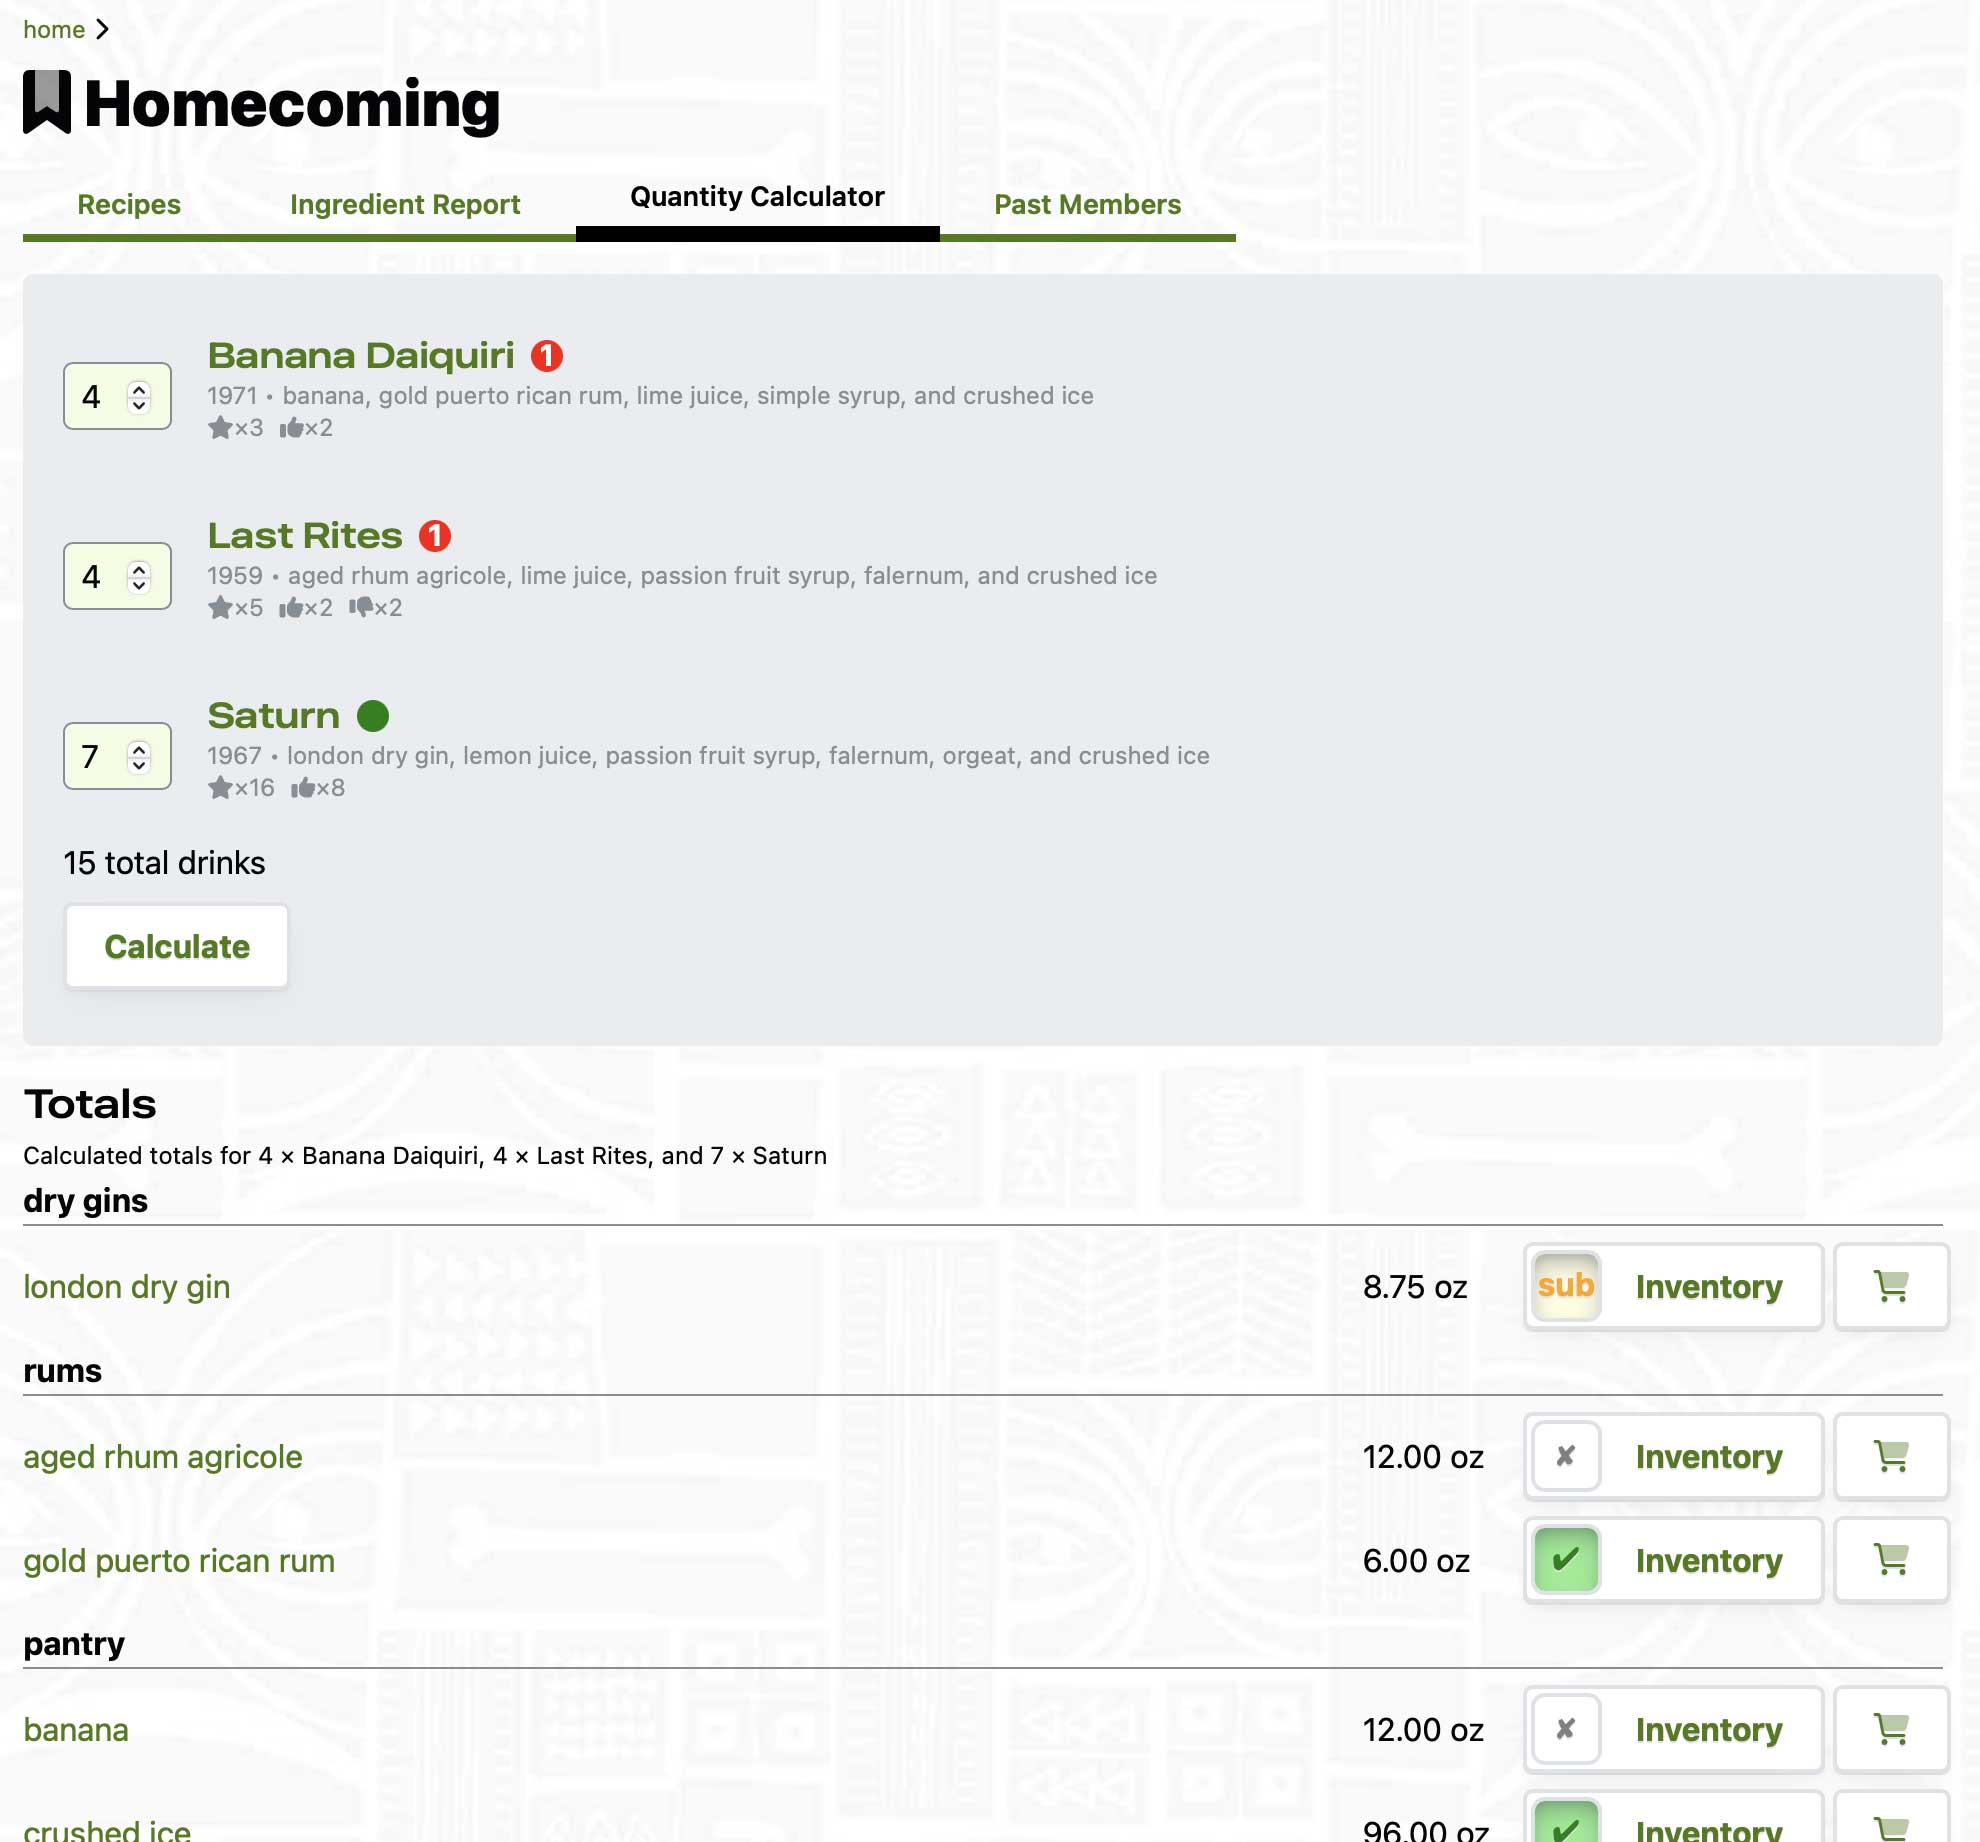 home
Homecoming
Recipes Ingredient Report Quantity Calculator Past Members
4
Banana Daiquiri 1
1971 • banana, gold puerto rican rum, lime juice, simple syrup, and crushed ice
×3 ×2
4
Last Rites 1
1959 • aged rhum agricole, lime juice, passion fruit syrup, falernum, and crushed ice
×5 ×2 ×2
7
Saturn
1967 • london dry gin, lemon juice, passion fruit syrup, falernum, orgeat, and crushed ice
×16 ×8
15 total drinks
Calculate
Totals
Calculated totals for 4 × Banana Daiquiri, 4 × Last Rites, and 7 × Saturn
dry gins
london dry gin 8.75 oz sub Inventory
rums
aged rhum agricole 12.00 oz ✘ Inventory
gold puerto rican rum 6.00 oz ✔ Inventory
pantry
banana 12.00 oz ✘ Inventory
crushed ice 96.00 oz ✔ Inventory